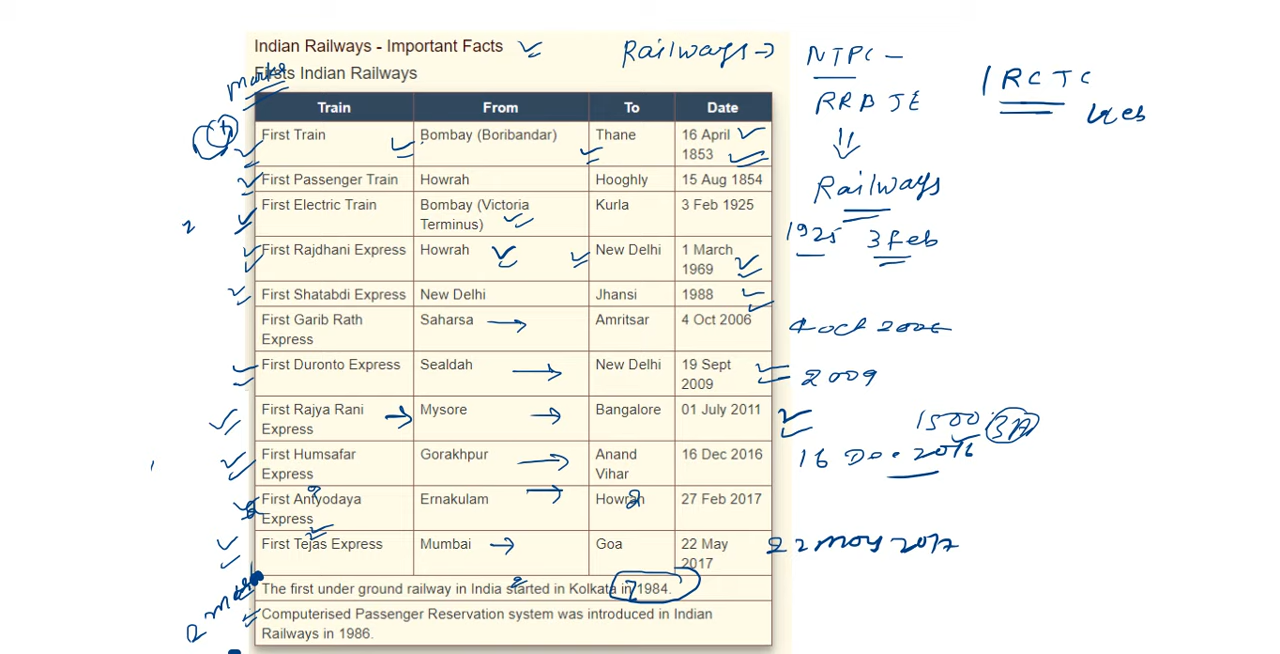 Indian Railways - Important Facts
Railways → NTPC –
RRB JE
IRCTC
Firsts Indian Railways
marks
Train From To Date
First Train Bombay (Boribandar) Thane 16 April 1853
Railways
First Passenger Train Howrah Hooghly 15 Aug 1854
First Electric Train Bombay (Victoria Terminus) Kurla 3 Feb 1925
2
1925 3 Feb
First Rajdhani Express Howrah New Delhi 1 March 1969
First Shatabdi Express New Delhi Jhansi 1988
First Garib Rath Express Saharsa Amritsar 4 Oct 2006
4 Oct
First Duronto Express Sealdah New Delhi 19 Sept 2009
2009
First Rajya Rani Express Mysore Bangalore 01 July 2011
1500 3A
First Humsafar Express Gorakhpur Anand Vihar 16 Dec 2016
16 Dec 2016
First Antyodaya Express Ernakulam Howrah 27 Feb 2017
First Tejas Express Mumbai Goa 22 May 2017
22 May 2017
The first under ground railway in India started in Kolkata in 1984.
2 marks
Computerised Passenger Reservation system was introduced in Indian
Railways in 1986.